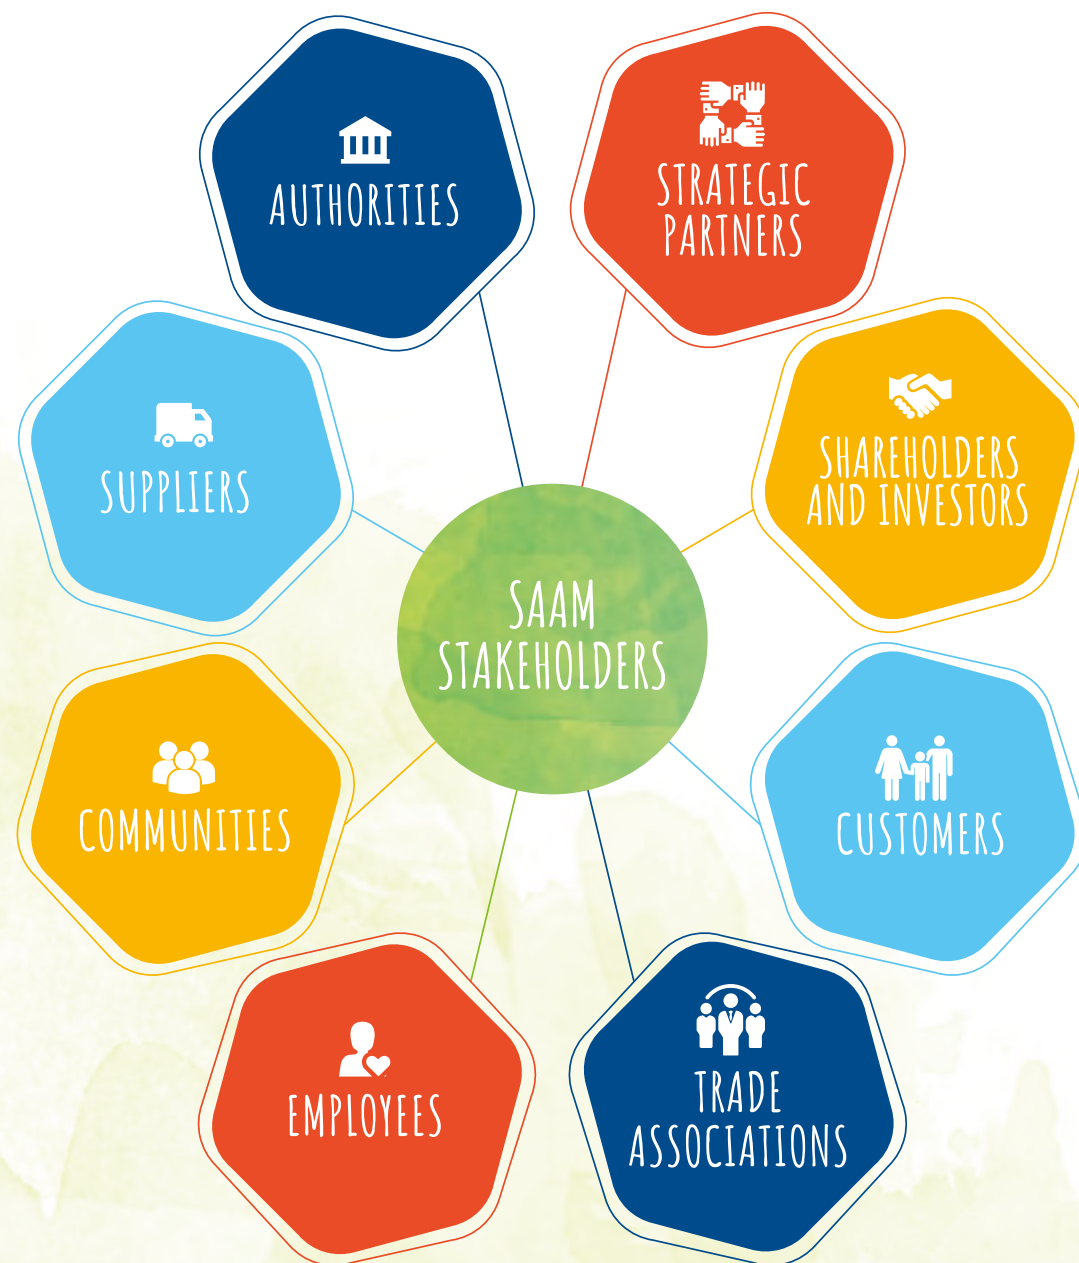 AUTHORITIES
STRATEGIC
PARTNERS
SUPPLIERS
SHAREHOLDERS
AND INVESTORS
SAAM
STAKEHOLDERS
COMMUNITIES
CUSTOMERS
EMPLOYEES
TRADE
ASSOCIATIONS